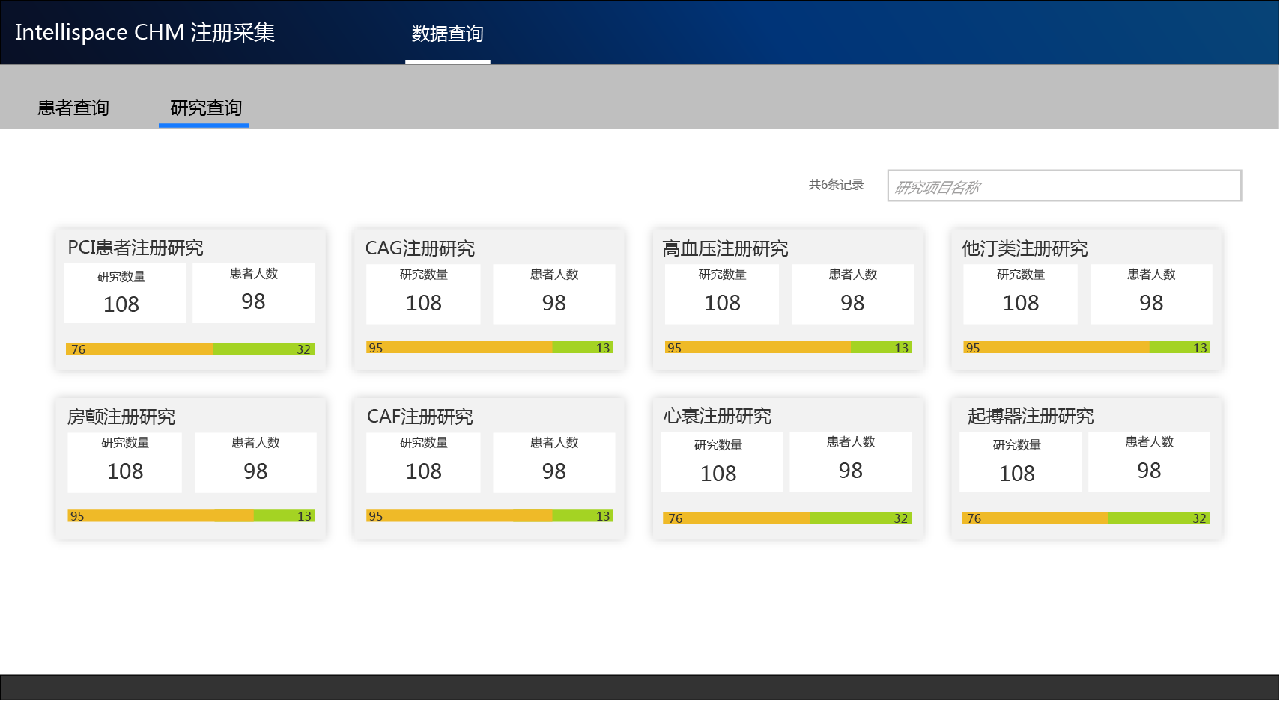 Intellispace CHM 注册采集
数据查询
患者查询
研究查询
共6条记录
研究项目名称
PCI患者注册研究
研究数量
患者人数
108
98
76
32
CAG注册研究
研究数量
患者人数
108
98
95
13
高血压注册研究
研究数量
患者人数
108
98
95
13
他汀类注册研究
研究数量
患者人数
108
98
95
13
房颤注册研究
研究数量
患者人数
108
98
95
13
CAF注册研究
研究数量
患者人数
108
98
95
13
心衰注册研究
研究数量
患者人数
108
98
76
32
起搏器注册研究
研究数量
患者人数
108
98
76
32